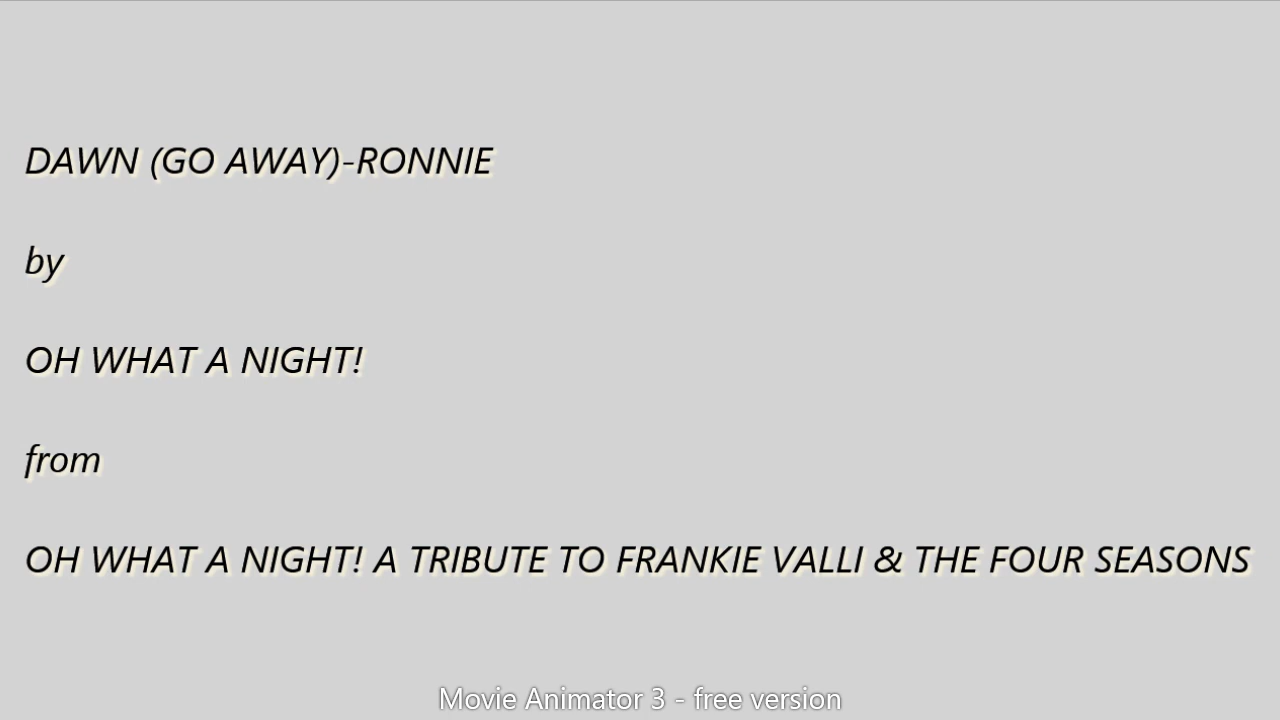 DAWN (GO AWAY)-RONNIE
by
OH WHAT A NIGHT!
from
OH WHAT A NIGHT! A TRIBUTE TO FRANKIE VALLI & THE FOUR SEASONS
Movie Animator 3 - free version